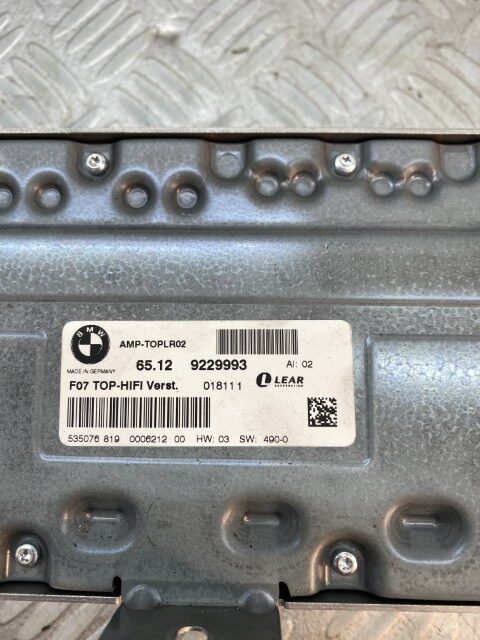 BMW
AMP-TOPLR02
MADE IN GERMANY
65.12 9229993 AI: 02
F07 TOP-HIFI Verst. 018111 LEAR
CORPORATION
535076 819 0006212 00 HW: 03 SW: 490-0